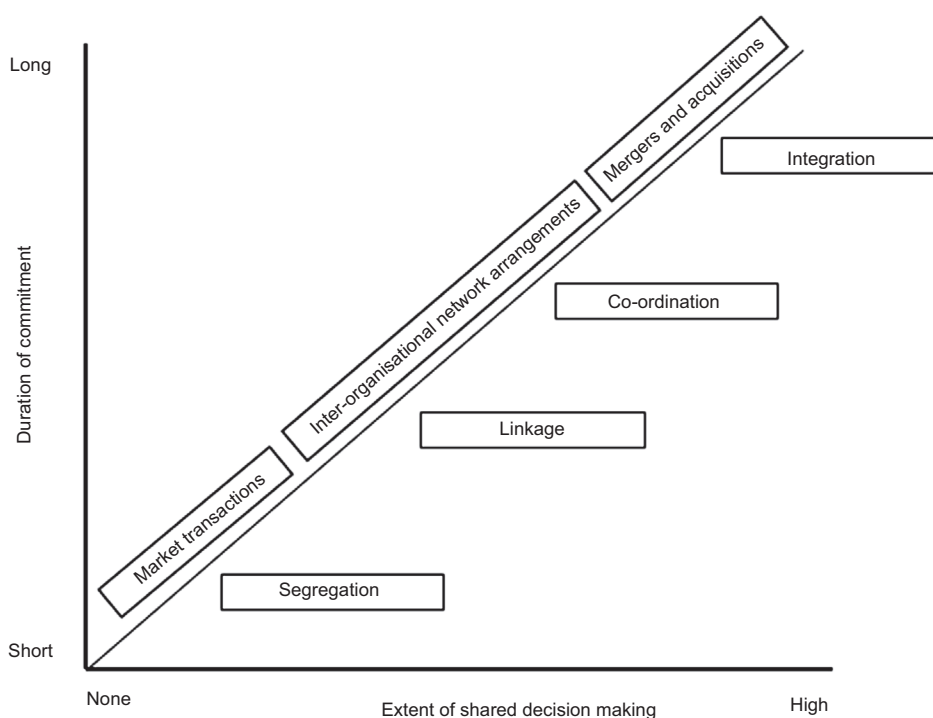 Long
Mergers and acquisitions
Integration
Inter-organisational network arrangements
Co-ordination
Duration of commitment
Linkage
Market transactions
Segregation
Short
None
Extent of shared decision making
High